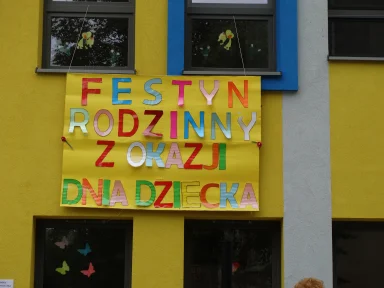 FESTYN
RODZINNY
Z OKAZJI
DNIA DZIECKA